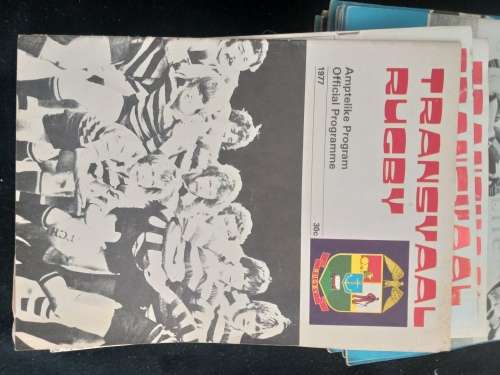 TRANSVAAL
RUGBY
Amptelike Program
Official Programme
1977
30c